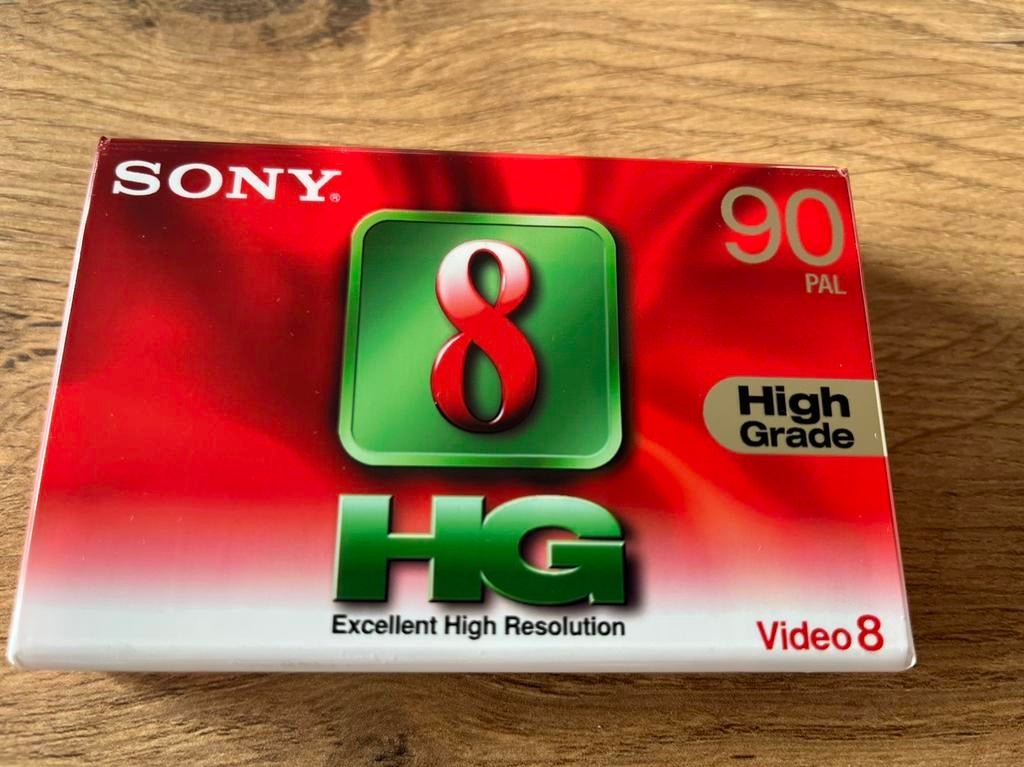 SONY®
90
PAL
8
High
Grade
HG
Excellent High Resolution
Video 8